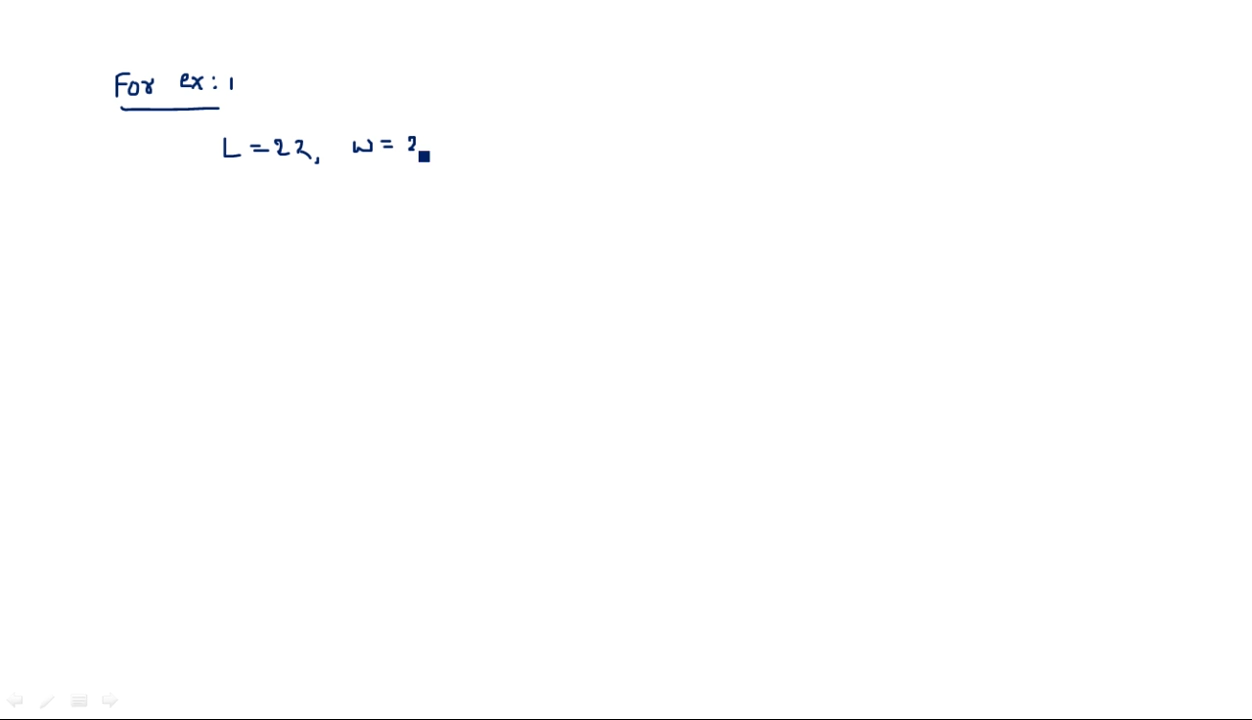 For ex: 1
L = 22, w = 2